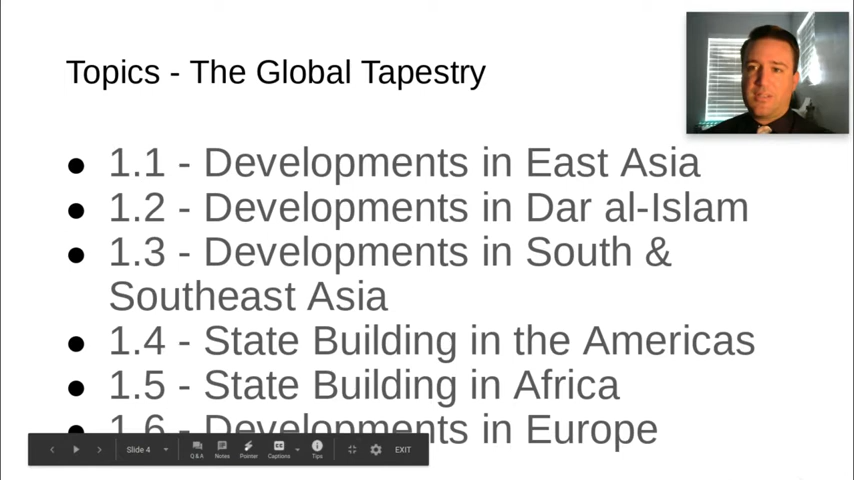 Topics - The Global Tapestry
● 1.1 - Developments in East Asia
● 1.2 - Developments in Dar al-Islam
● 1.3 - Developments in South &
Southeast Asia
● 1.4 - State Building in the Americas
● 1.5 - State Building in Africa
● 1.6 - Developments in Europe
Slide 4
Q & A
Notes
Pointer
Captions
Tips
EXIT